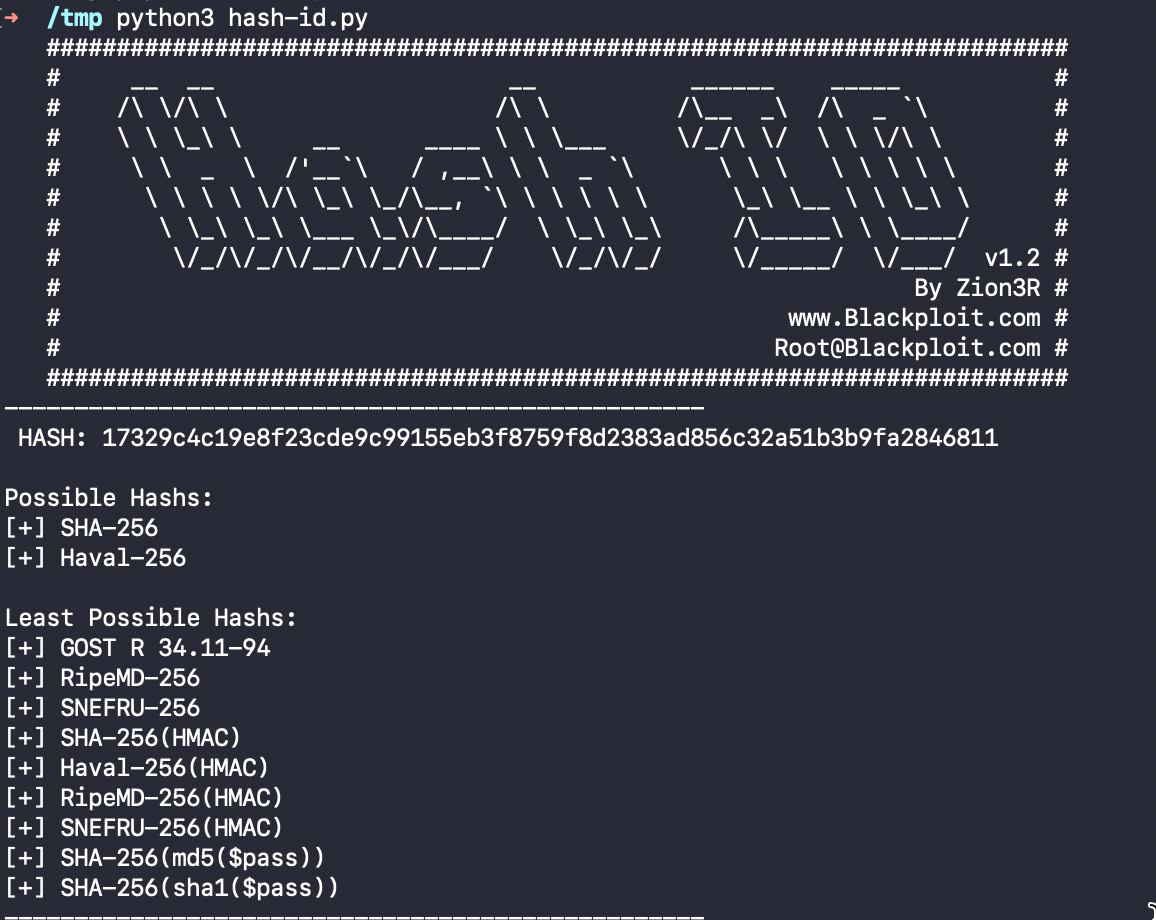 → /tmp python3 hash-id.py
#########################################################################
#     __  __                     __           ______    _____           #
#    /\ \/\ \                   /\ \         /\__  _\  /\  _ `\         #
#    \ \ \_\ \     __      ____ \ \ \___     \/_/\ \/  \ \ \/\ \        #
#     \ \  _  \  /'__`\   / ,__\ \ \  _ `\      \ \ \   \ \ \ \ \       #
#      \ \ \ \ \/\ \_\ \_/\__, `\ \ \ \ \ \      \_\ \__ \ \ \_\ \      #
#       \ \_\ \_\ \___ \_\/\____/  \ \_\ \_\     /\_____\ \ \____/      #
#        \/_/\/_/\/__/\/_/\/___/    \/_/\/_/     \/_____/  \/___/  v1.2 #
#                                                             By Zion3R #
#                                                    www.Blackploit.com #
#                                                   Root@Blackploit.com #
#########################################################################
--------------------------------------------------
HASH: 17329c4c19e8f23cde9c99155eb3f8759f8d2383ad856c32a51b3b9fa2846811
Possible Hashs:
[+] SHA-256
[+] Haval-256
Least Possible Hashs:
[+] GOST R 34.11-94
[+] RipeMD-256
[+] SNEFRU-256
[+] SHA-256(HMAC)
[+] Haval-256(HMAC)
[+] RipeMD-256(HMAC)
[+] SNEFRU-256(HMAC)
[+] SHA-256(md5($pass))
[+] SHA-256(sha1($pass))
--------------------------------------------------